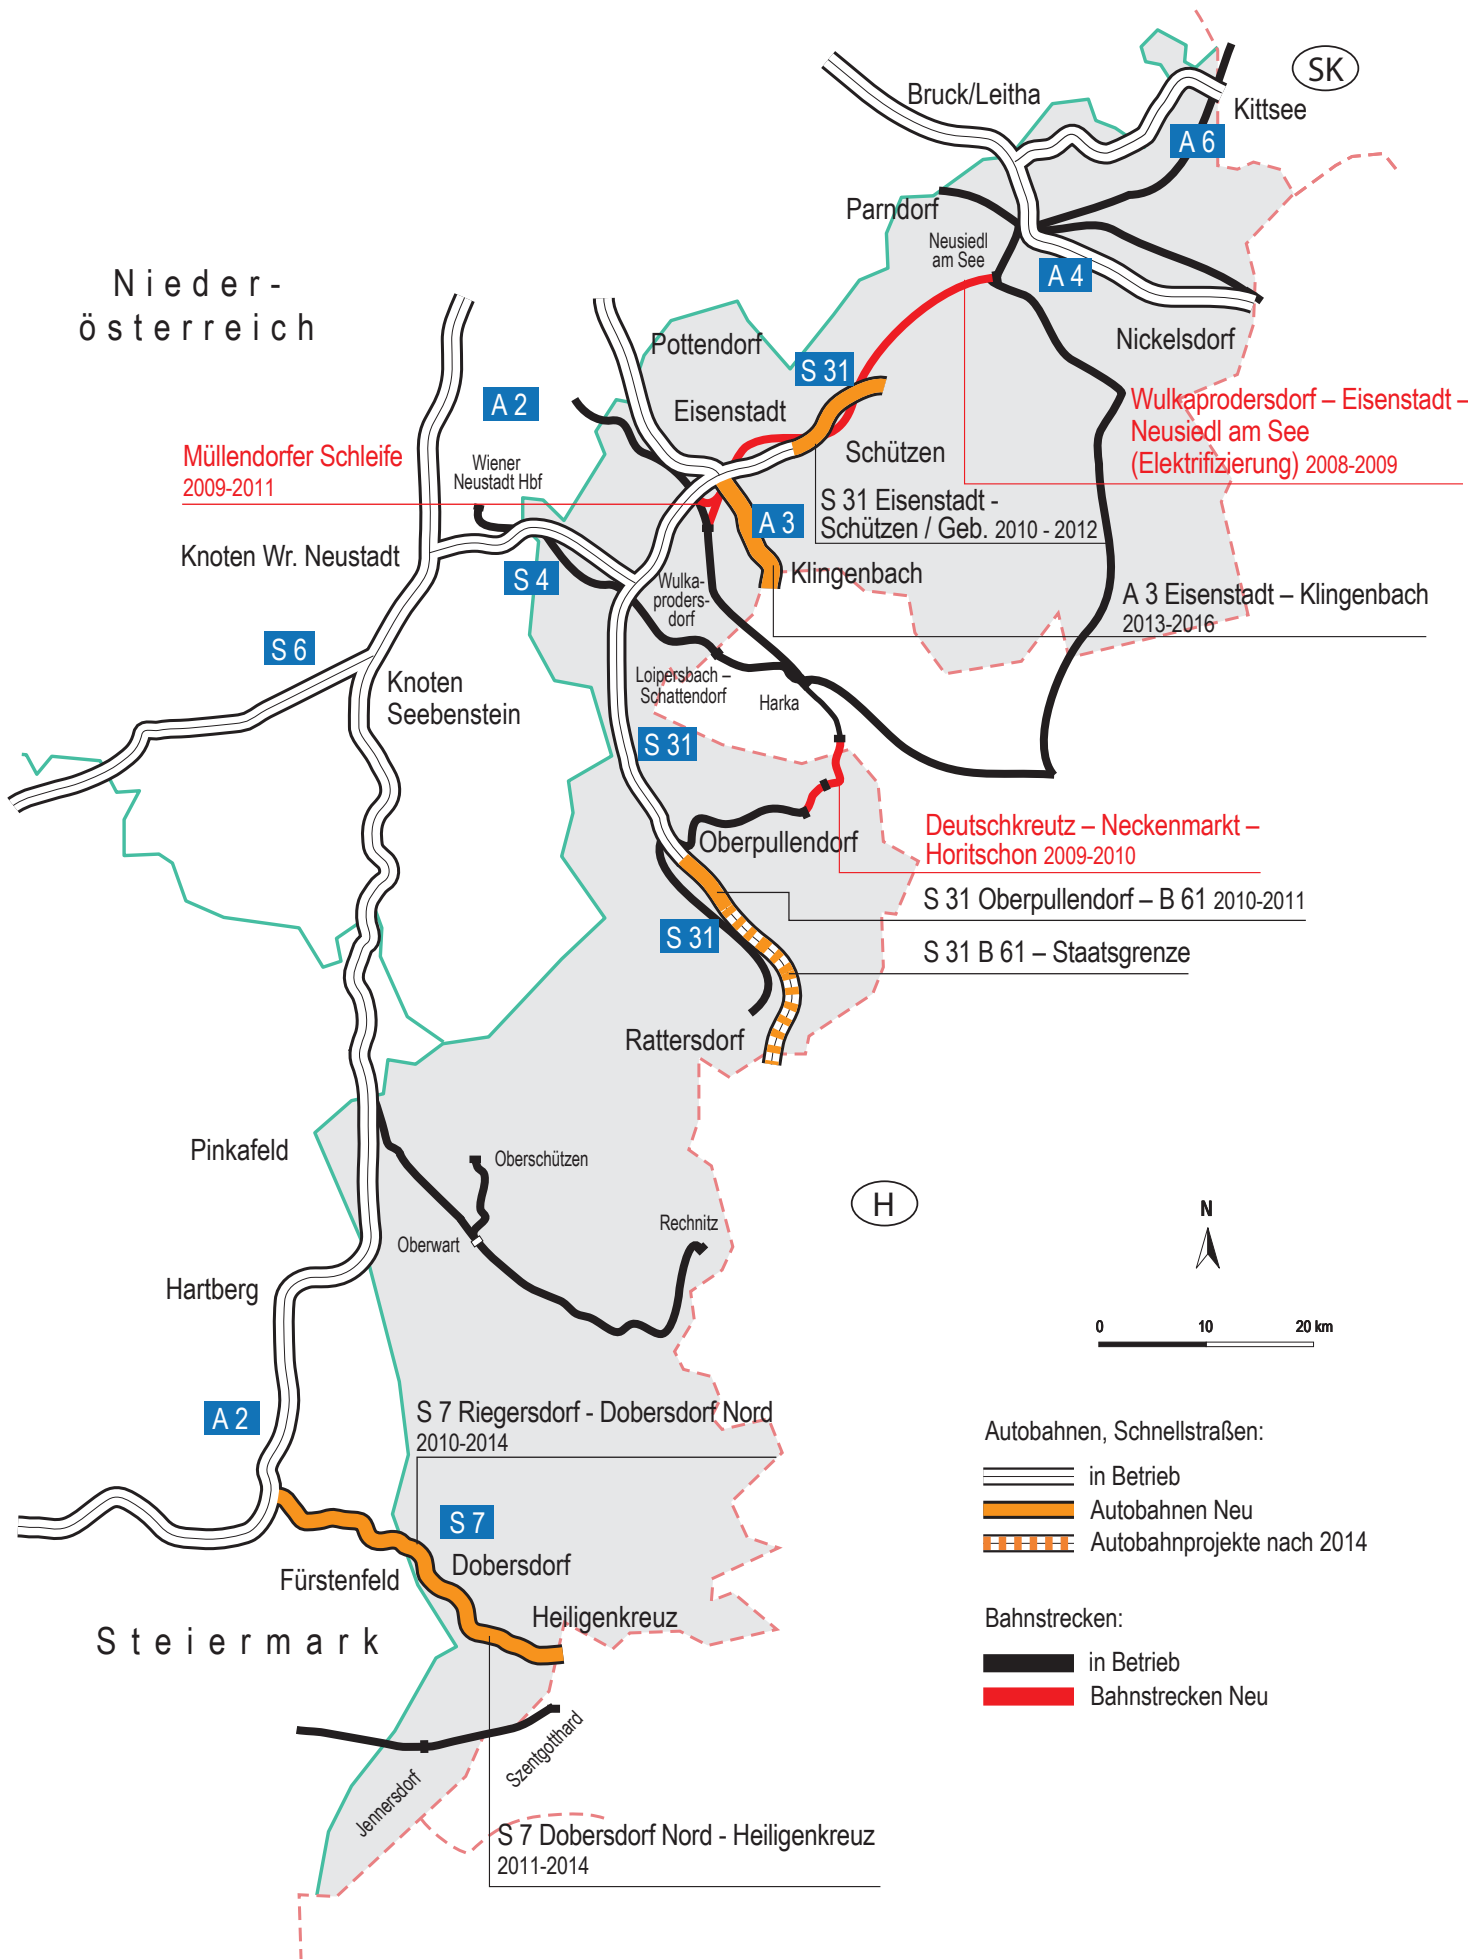 SK
Bruck/Leitha
Kittsee
A 6
Parndorf
Neusiedl
am See
A 4
Nieder-
österreich
Nickelsdorf
Pottendorf
S 31
A 2
Eisenstadt
Wulkaprodersdorf – Eisenstadt –
Neusiedl am See
(Elektrifizierung) 2008-2009
Müllendorfer Schleife
2009-2011
Wiener
Neustadt Hbf
Schützen
S 31 Eisenstadt -
Schützen / Geb. 2010 - 2012
A 3
Knoten Wr. Neustadt
S 4
Klingenbach
Wulka-
proders-
dorf
A 3 Eisenstadt – Klingenbach
2013-2016
S 6
Knoten
Seebenstein
Loipersbach –
Schattendorf
Harka
S 31
Oberpullendorf
Deutschkreutz – Neckenmarkt –
Horitschon 2009-2010
S 31 Oberpullendorf – B 61 2010-2011
S 31
S 31 B 61 – Staatsgrenze
Rattersdorf
Pinkafeld
Oberschützen
H
N
Rechnitz
Oberwart
Hartberg
0 10 20 km
A 2
S 7 Riegersdorf - Dobersdorf Nord
2010-2014
Autobahnen, Schnellstraßen:
in Betrieb
Autobahnen Neu
Autobahnprojekte nach 2014
S 7
Dobersdorf
Fürstenfeld
Heiligenkreuz
Steiermark
Bahnstrecken:
in Betrieb
Bahnstrecken Neu
Szentgotthard
Jennersdorf
S 7 Dobersdorf Nord - Heiligenkreuz
2011-2014